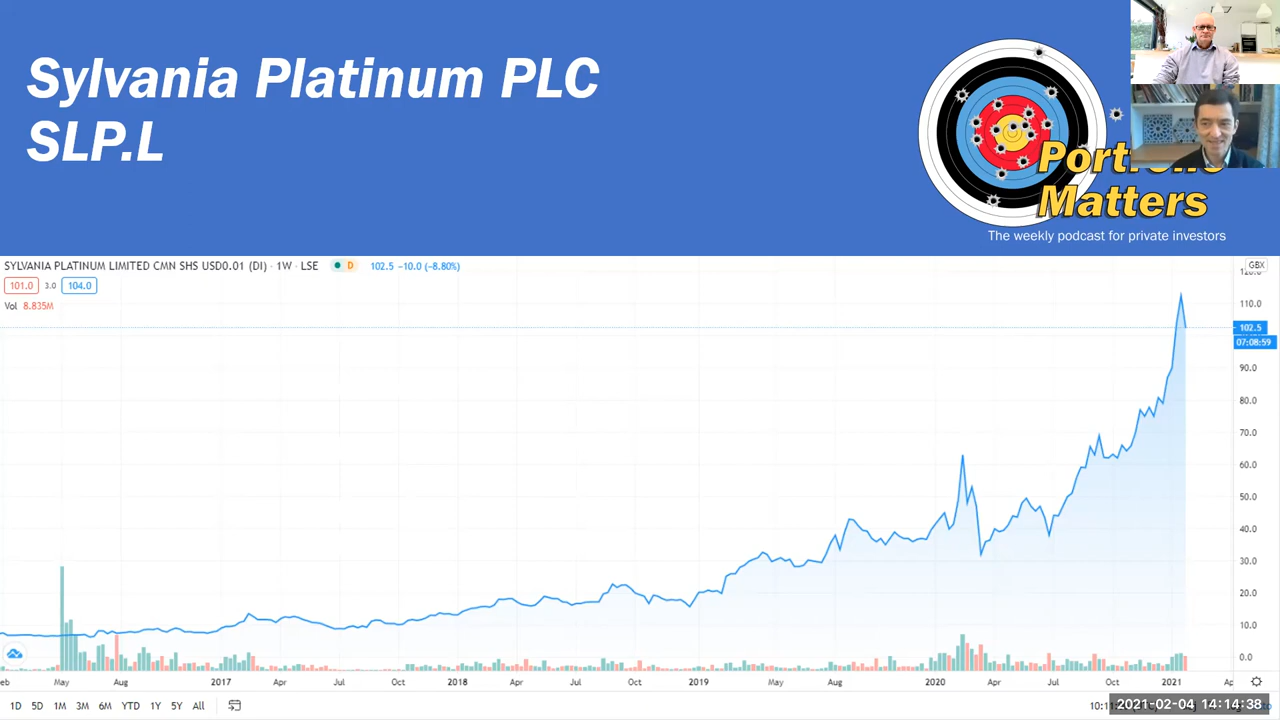 Sylvania Platinum PLC
SLP.L
Matters
The weekly podcast for private investors
SYLVANIA PLATINUM LIMITED CMN SHS USD0.01 (DI) · 1W · LSE
D
102.5 −10.0 (−8.80%)
GBX
101.0 3.0 104.0
Vol 8.835M
110.0
102.5
07:08:59
90.0
80.0
70.0
60.0
50.0
40.0
30.0
20.0
10.0
0.0
May Aug 2017 Apr Jul Oct 2018 Apr Jul Oct 2019 May Aug 2020 Apr Jul Oct 2021
1D 5D 1M 3M 6M YTD 1Y 5Y All
2021-02-04 14:14:38